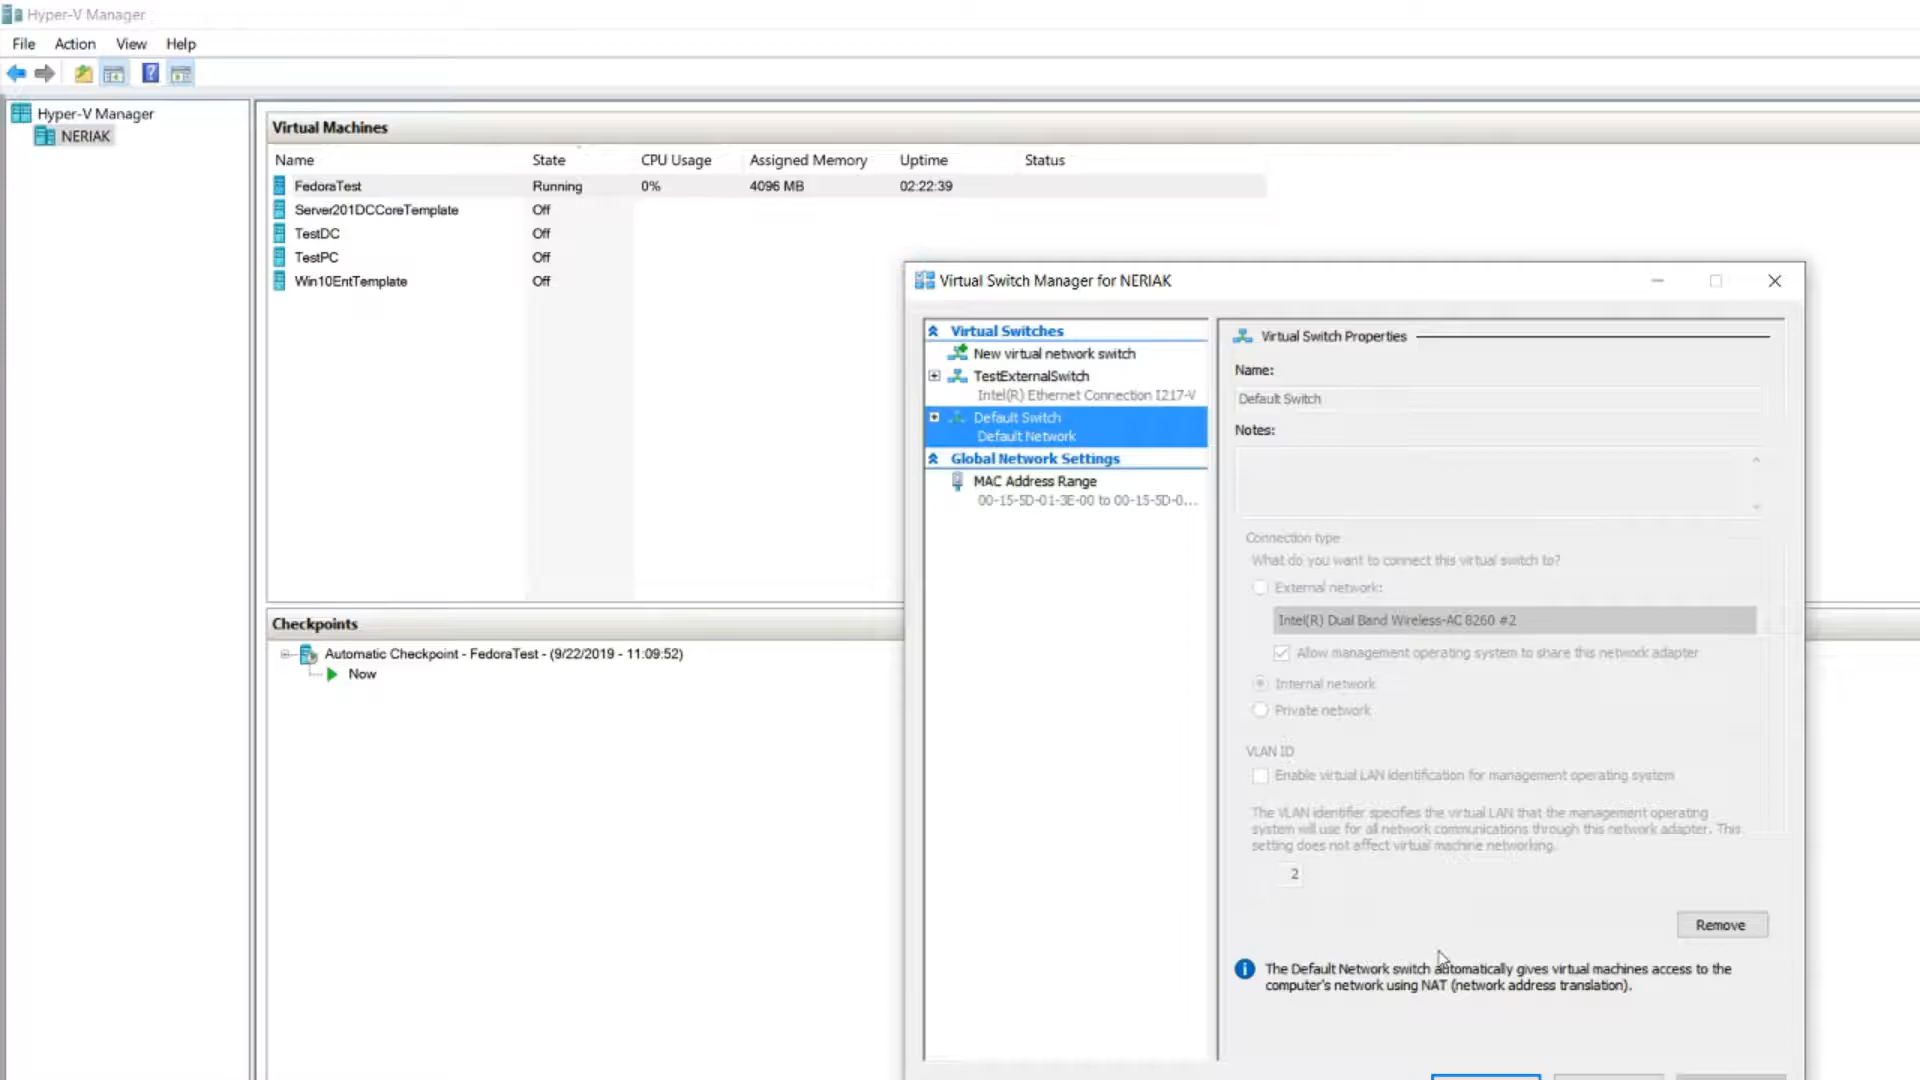 Hyper-V Manager
File Action View Help
Hyper-V Manager
NERIAK
Virtual Machines
Name State CPU Usage Assigned Memory Uptime Status
FedoraTest Running 0% 4096 MB 02:22:39
Server201DCCoreTemplate Off
TestDC Off
TestPC Off
Win10EntTemplate Off
Checkpoints
Automatic Checkpoint - FedoraTest - (9/22/2019 - 11:09:52)
Now
Virtual Switch Manager for NERIAK
Virtual Switches
New virtual network switch
TestExternalSwitch
Intel(R) Ethernet Connection I217-V
Default Switch
Default Network
Global Network Settings
MAC Address Range
00-15-5D-01-3E-00 to 00-15-5D-0...
Virtual Switch Properties
Name:
Default Switch
Notes:
Connection type
What do you want to connect this virtual switch to?
External network:
Intel(R) Dual Band Wireless-AC 8260 #2
Allow management operating system to share this network adapter
Internal network
Private network
VLAN ID
Enable virtual LAN identification for management operating system
The VLAN identifier specifies the virtual LAN that the management operating
system will use for all network communications through this network adapter. This
setting does not affect virtual machine networking.
2
Remove
The Default Network switch automatically gives virtual machines access to the
computer's network using NAT (network address translation).